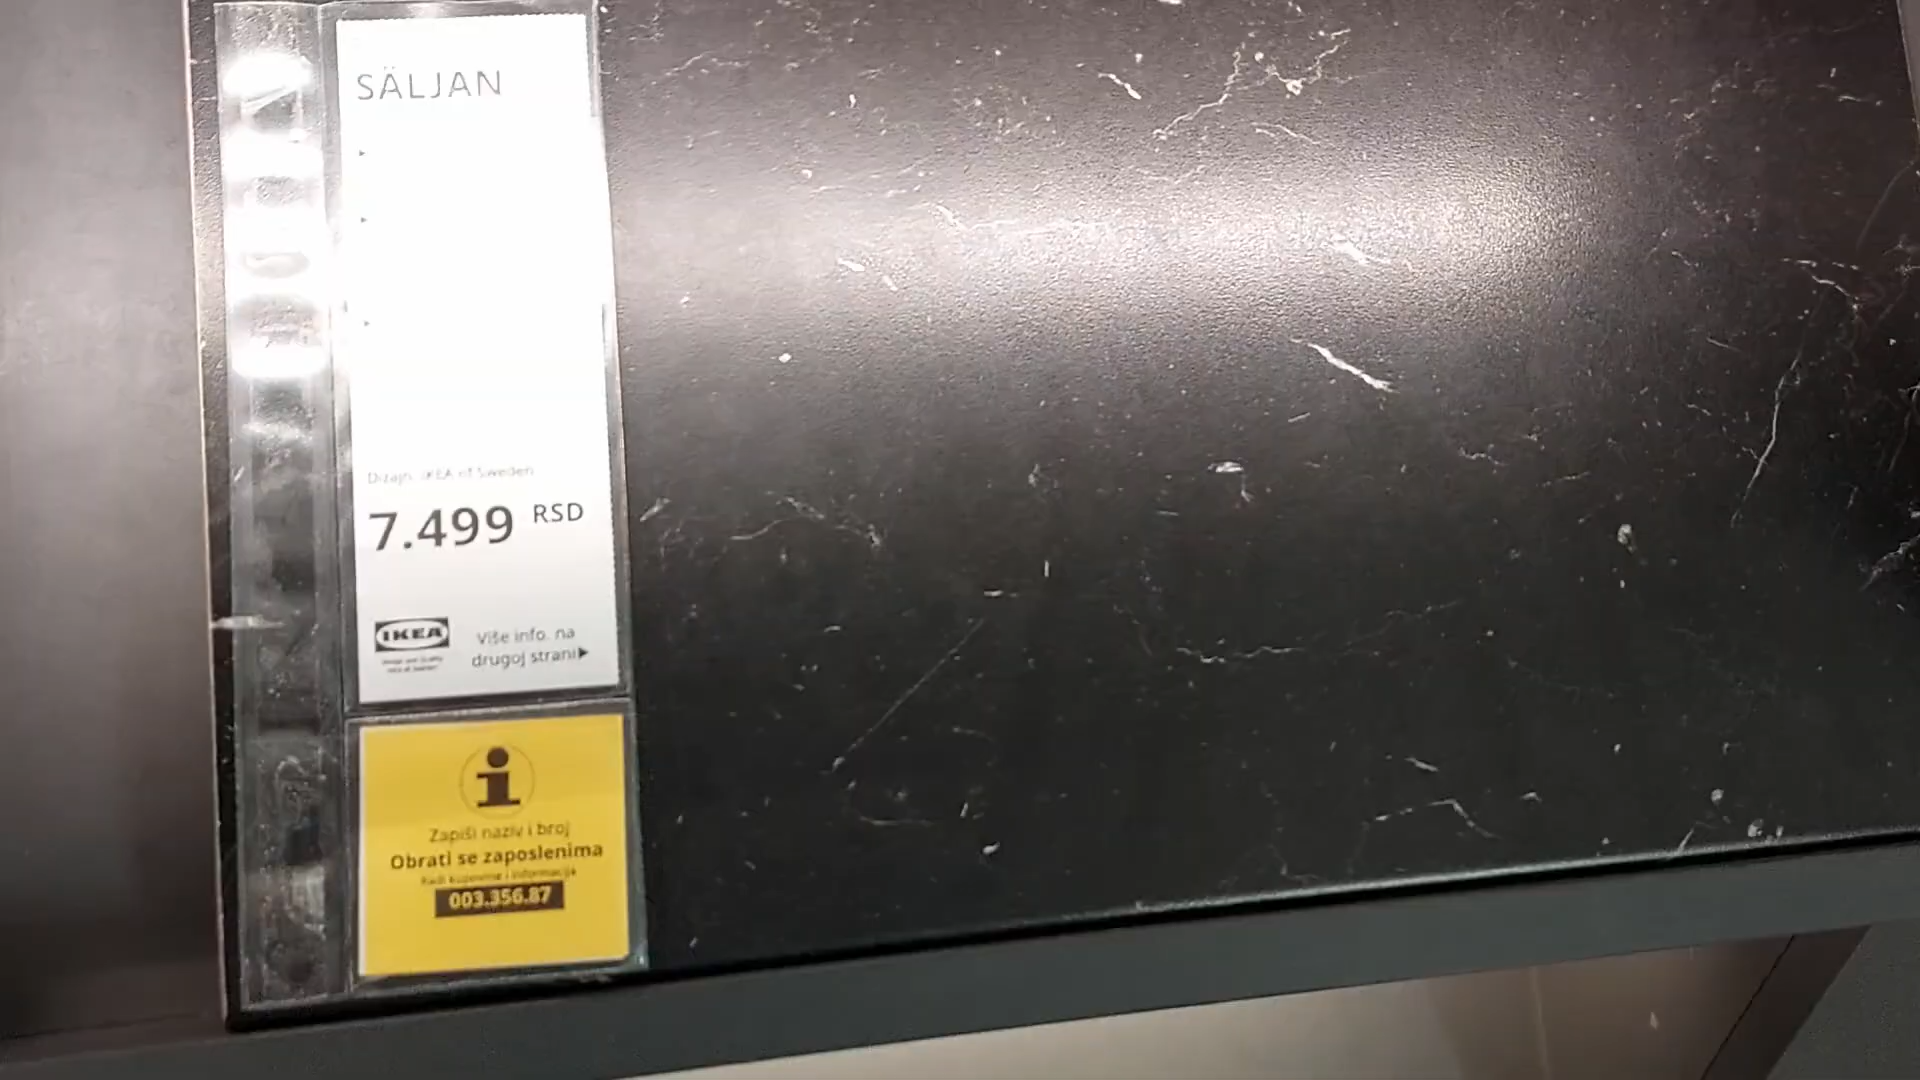 SÄLJAN
Dizajn: IKEA of Sweden
7.499 RSD
IKEA
Više info. na
drugoj strani▶
Zapiši naziv i broj
Obrati se zaposlenima
Radi kupovine i informacija
003.356.87